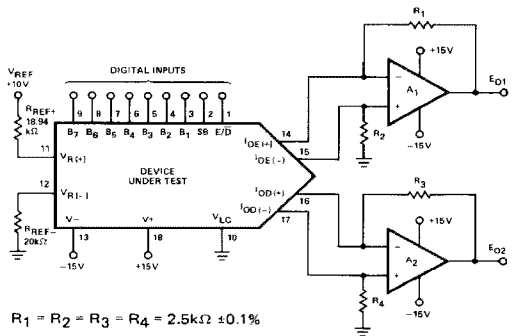 R1
+15V
DIGITAL INPUTS
VREF
+10V
− A1 EO1
+
9 8 7 6 5 4 3 2 1
RREF+
18.94
kΩ
B7 B6 B5 B4 B3 B2 B1 SB E/D̅
14
R2
−15V
IOE(+)
15
11
VR(+)
IOE(−)
DEVICE
UNDER TEST
IOD(+)
16
R3
12
VR(−)
IOD(−)
17
+15V
RREF−
20kΩ
V− V+ VLC
− A2 EO2
+
13 18 10
R4
−15V
−15V +15V
R1 = R2 = R3 = R4 = 2.5kΩ ±0.1%